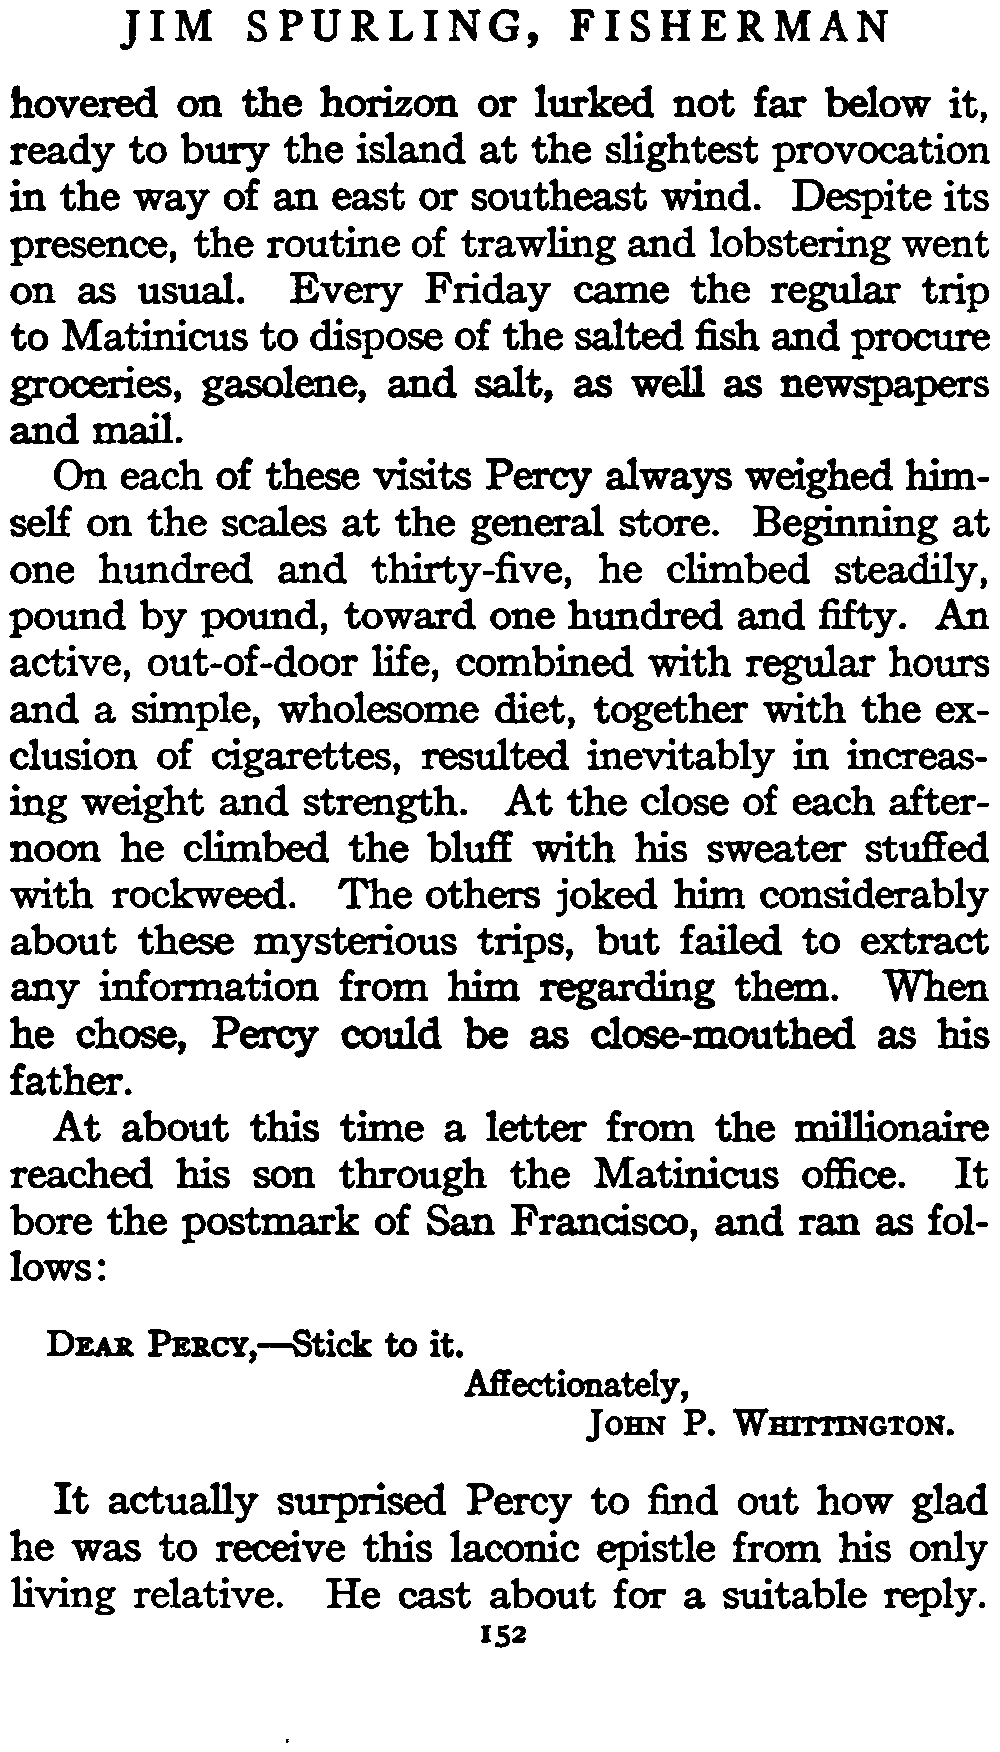 JIM SPURLING, FISHERMAN
hovered on the horizon or lurked not far below it,
ready to bury the island at the slightest provocation
in the way of an east or southeast wind. Despite its
presence, the routine of trawling and lobstering went
on as usual. Every Friday came the regular trip
to Matinicus to dispose of the salted fish and procure
groceries, gasolene, and salt, as well as newspapers
and mail.
On each of these visits Percy always weighed him-
self on the scales at the general store. Beginning at
one hundred and thirty-five, he climbed steadily,
pound by pound, toward one hundred and fifty. An
active, out-of-door life, combined with regular hours
and a simple, wholesome diet, together with the ex-
clusion of cigarettes, resulted inevitably in increas-
ing weight and strength. At the close of each after-
noon he climbed the bluff with his sweater stuffed
with rockweed. The others joked him considerably
about these mysterious trips, but failed to extract
any information from him regarding them. When
he chose, Percy could be as close-mouthed as his
father.
At about this time a letter from the millionaire
reached his son through the Matinicus office. It
bore the postmark of San Francisco, and ran as fol-
lows:
DEAR PERCY,—Stick to it.
Affectionately,
JOHN P. WHITTINGTON.
It actually surprised Percy to find out how glad
he was to receive this laconic epistle from his only
living relative. He cast about for a suitable reply.
152